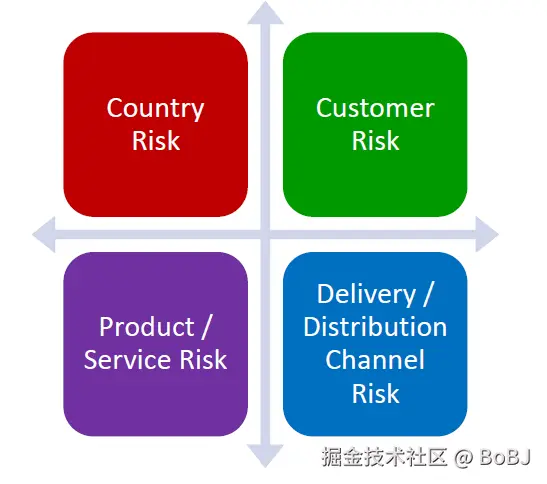 Country
Risk
Customer
Risk
Product /
Service Risk
Delivery /
Distribution
Channel
Risk
掘金技术社区 @ BoBJ